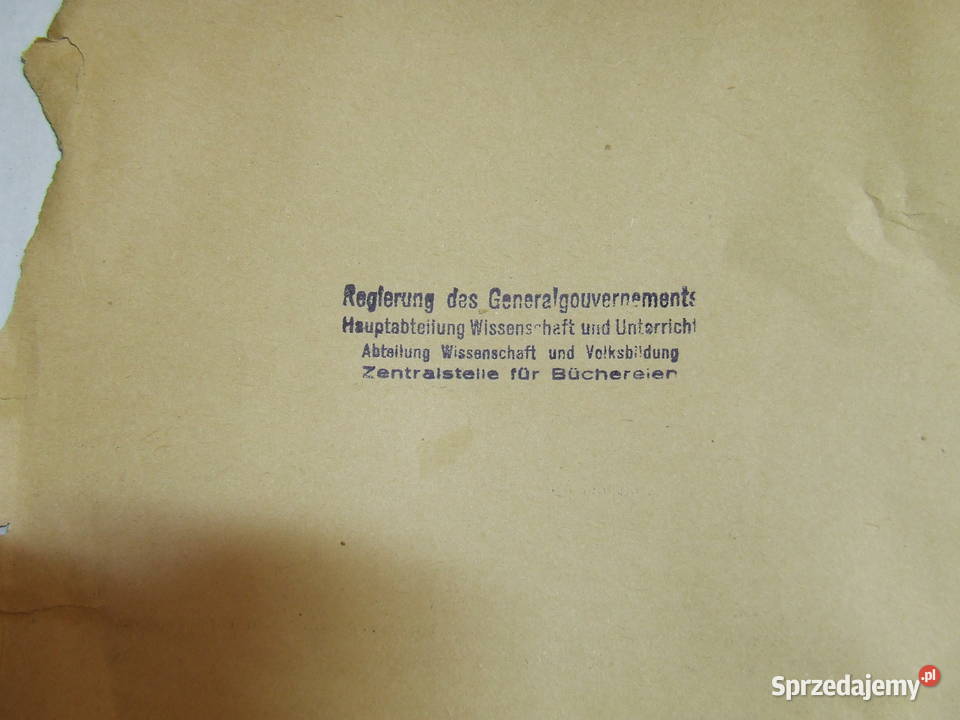 Regierung des Generalgouvernements
Hauptabteilung Wissenschaft und Unterricht
Abteilung Wissenschaft und Volksbildung
Zentralstelle für Büchereien
Sprzedajemy.pl